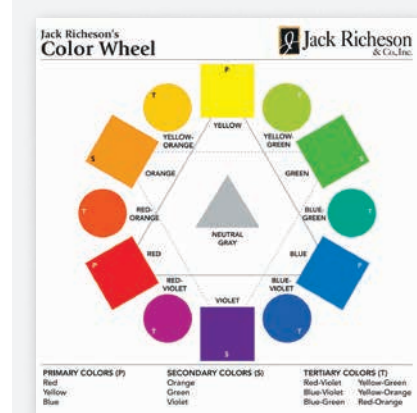 Jack Richeson's
Color Wheel
Jack Richeson
& Co., Inc.
P
YELLOW
T
YELLOW-
ORANGE
T
YELLOW-
GREEN
S
ORANGE
S
GREEN
T
RED-
ORANGE
T
BLUE-
GREEN
NEUTRAL
GRAY
P
RED
P
BLUE
T
RED-
VIOLET
T
BLUE-
VIOLET
VIOLET
S
PRIMARY COLORS (P)
Red
Yellow
Blue
SECONDARY COLORS (S)
Orange
Green
Violet
TERTIARY COLORS (T)
Red-Violet Yellow-Green
Blue-Violet Yellow-Orange
Blue-Green Red-Orange